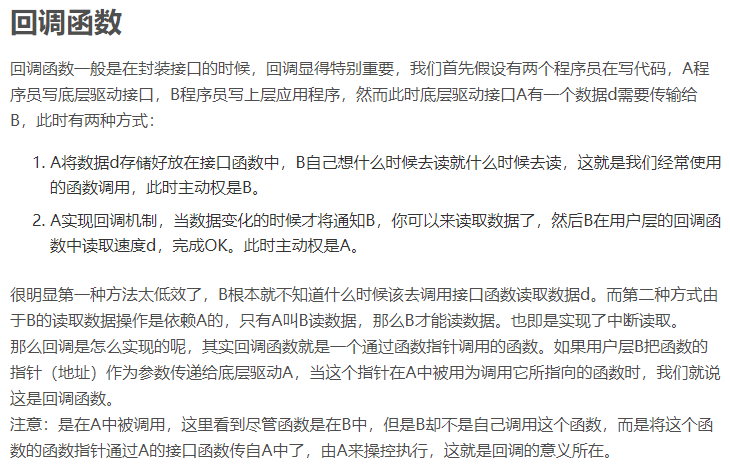 回调函数
回调函数一般是在封装接口的时候，回调显得特别重要，我们首先假设有两个程序员在写代码，A程
序员写底层驱动接口，B程序员写上层应用程序，然而此时底层驱动接口A有一个数据d需要传输给
B，此时有两种方式：
1. A将数据d存储好放在接口函数中，B自己想什么时候去读就什么时候去读，这就是我们经常使用
的函数调用，此时主动权是B。
2. A实现回调机制，当数据变化的时候才将通知B，你可以来读取数据了，然后B在用户层的回调函
数中读取速度d，完成OK。此时主动权是A。
很明显第一种方法太低效了，B根本就不知道什么时候该去调用接口函数读取数据d。而第二种方式由
于B的读取数据操作是依赖A的，只有A叫B读数据，那么B才能读数据。也即是实现了中断读取。
那么回调是怎么实现的呢，其实回调函数就是一个通过函数指针调用的函数。如果用户层B把函数的
指针（地址）作为参数传递给底层驱动A，当这个指针在A中被用为调用它所指向的函数时，我们就说
这是回调函数。
注意：是在A中被调用，这里看到尽管函数是在B中，但是B却不是自己调用这个函数，而是将这个函
数的函数指针通过A的接口函数传自A中了，由A来操控执行，这就是回调的意义所在。